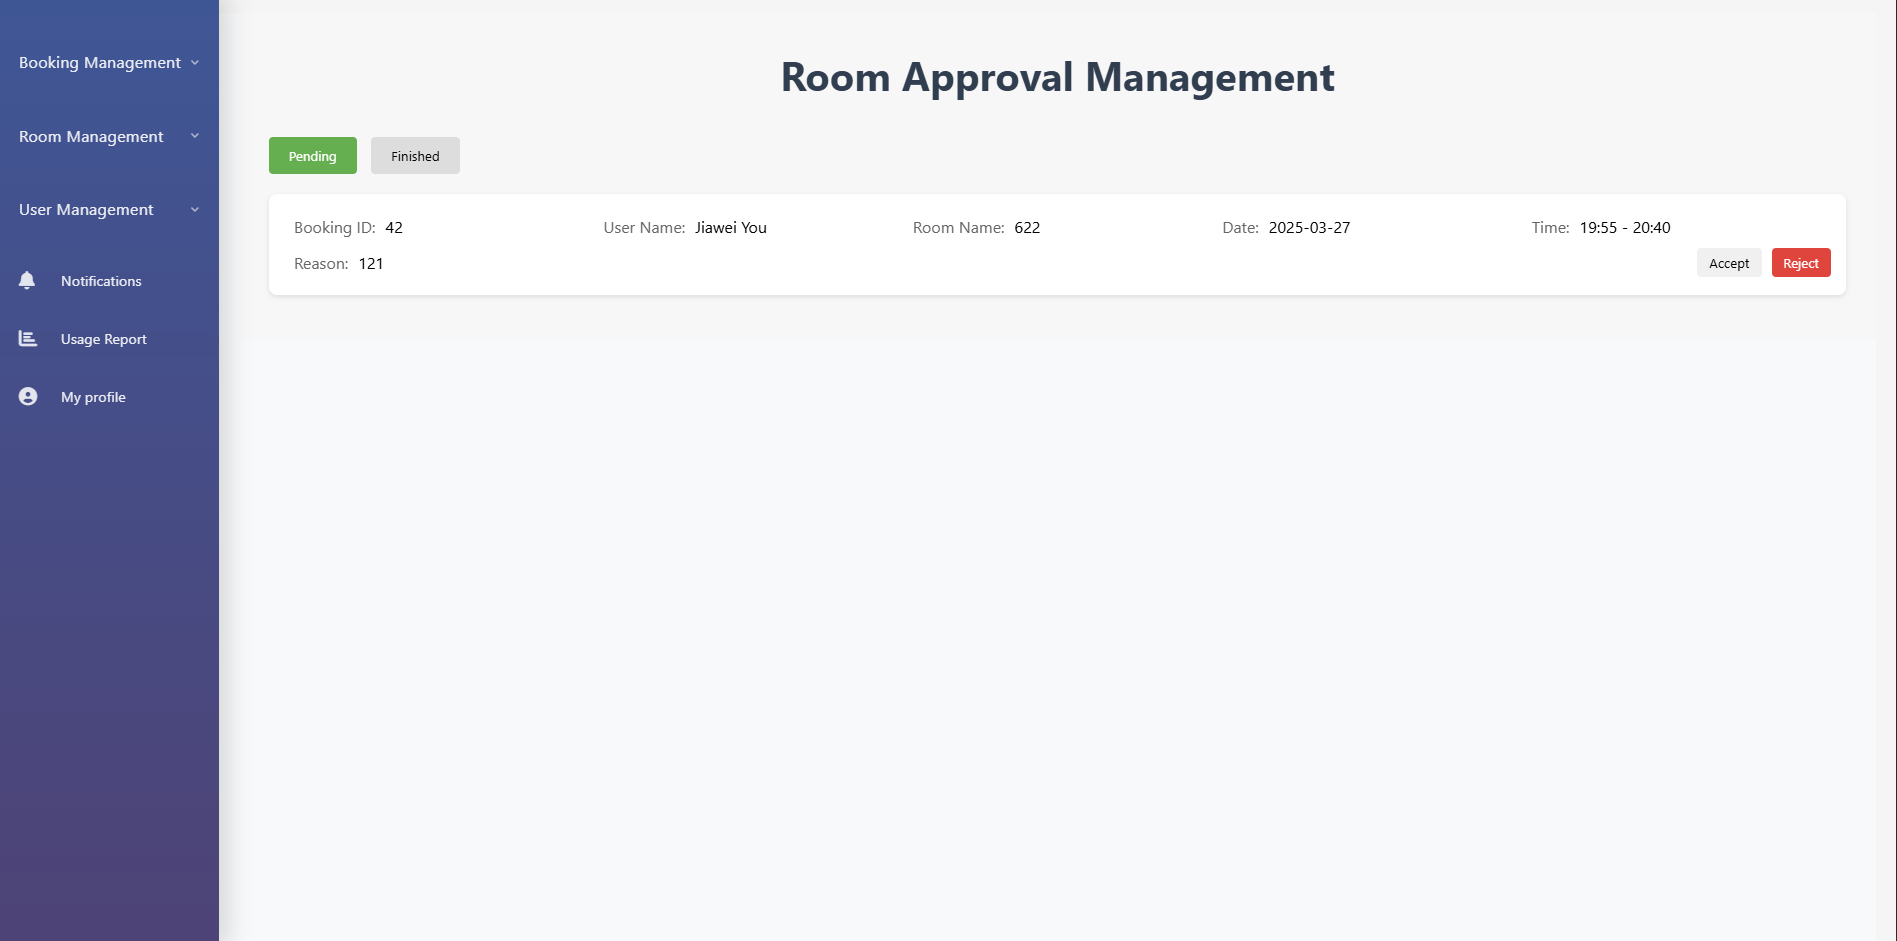 Booking Management
Room Management
User Management
Notifications
Usage Report
My profile
Room Approval Management
Pending Finished
Booking ID: 42 User Name: Jiawei You Room Name: 622 Date: 2025-03-27 Time: 19:55 - 20:40
Reason: 121 Accept Reject